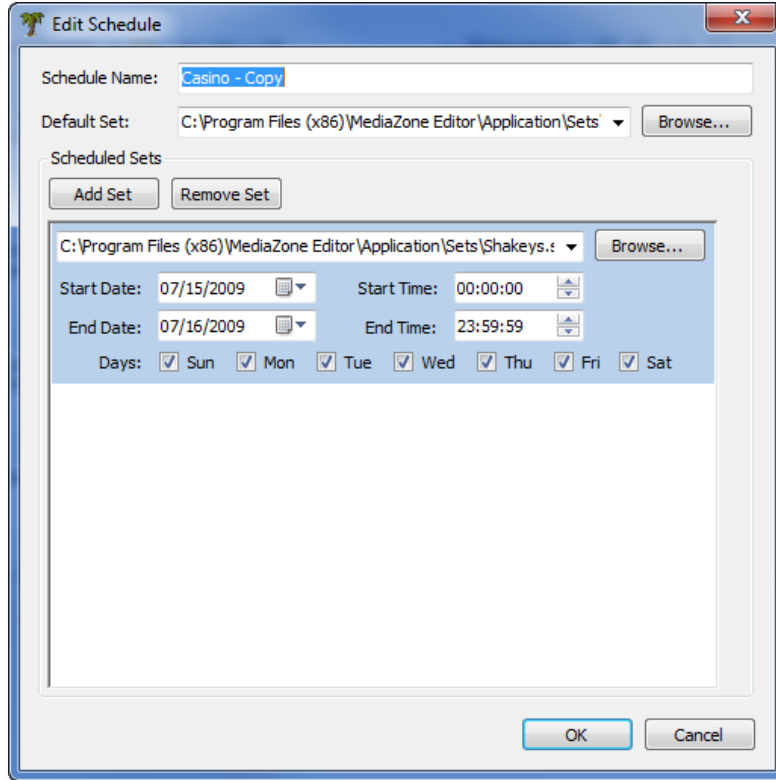 Edit Schedule
Schedule Name: Casino - Copy
Default Set: C:\Program Files (x86)\MediaZone Editor\Application\Sets\ Browse...
Scheduled Sets
Add Set Remove Set
C:\Program Files (x86)\MediaZone Editor\Application\Sets\Shakeys.s Browse...
Start Date: 07/15/2009 Start Time: 00:00:00
End Date: 07/16/2009 End Time: 23:59:59
Days: Sun Mon Tue Wed Thu Fri Sat
OK Cancel